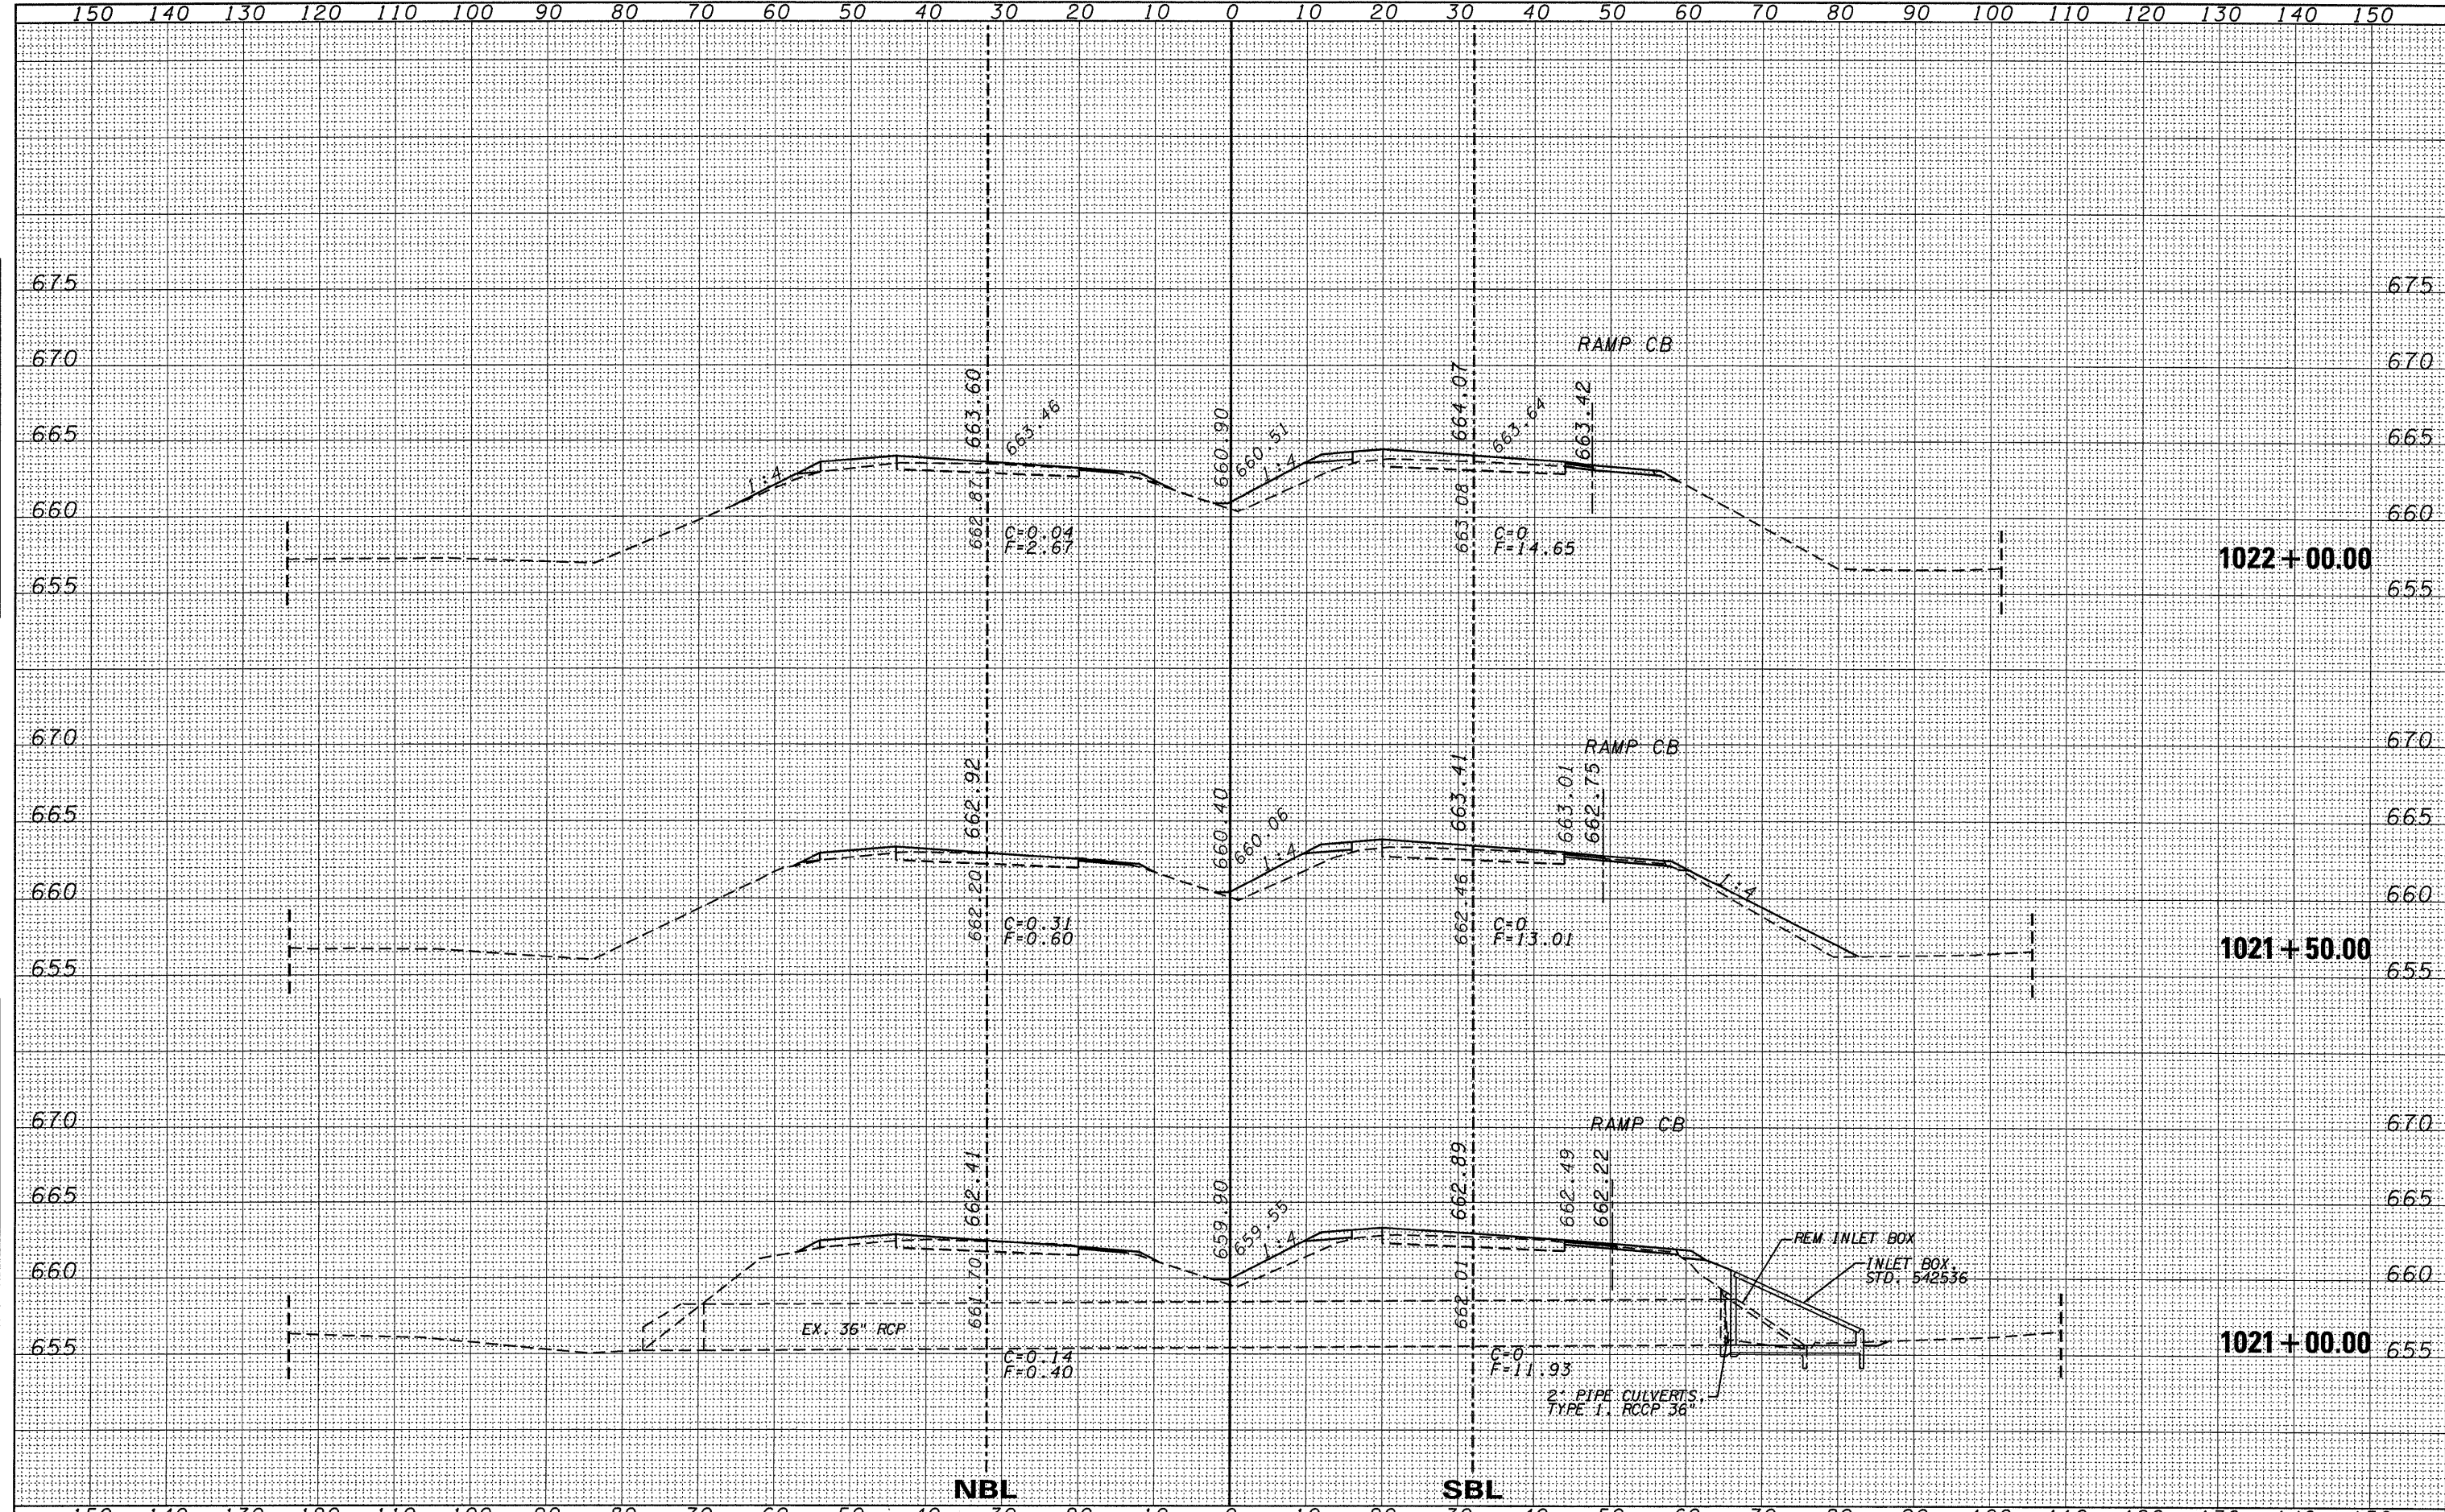 150 140 130 120 110 100 90 80 70 60 50 40 30 20 10 0 10 20 30 40 50 60 70 80 90 100 110 120 130 140 150
675 675
RAMP CB
670 670
663.60 663.46 660.90 660.51 664.07 663.64 663.42
665 665
1:4 1:4
662.87 663.08
660 660
C=0.04 C=0
F=2.67 F=14.65
1022+00.00
655 655
RAMP CB
670 670
662.92 660.40 660.06 663.41 663.01 662.75
665 665
1:4 1:4
662.20 662.46
660 660
C=0.31 C=0
F=0.60 F=13.01
1021+50.00
655 655
RAMP CB
670 670
662.41 659.90 659.55 662.89 662.49 662.22
665 665
1:4
REM INLET BOX
661.70 662.01
INLET BOX,
STD. 542536
660 660
EX. 36" RCP
1021+00.00
655 655
C=0.14 C=0
F=0.40 F=11.93
2' PIPE CULVERTS,
TYPE 1, RCCP 36"
NBL SBL